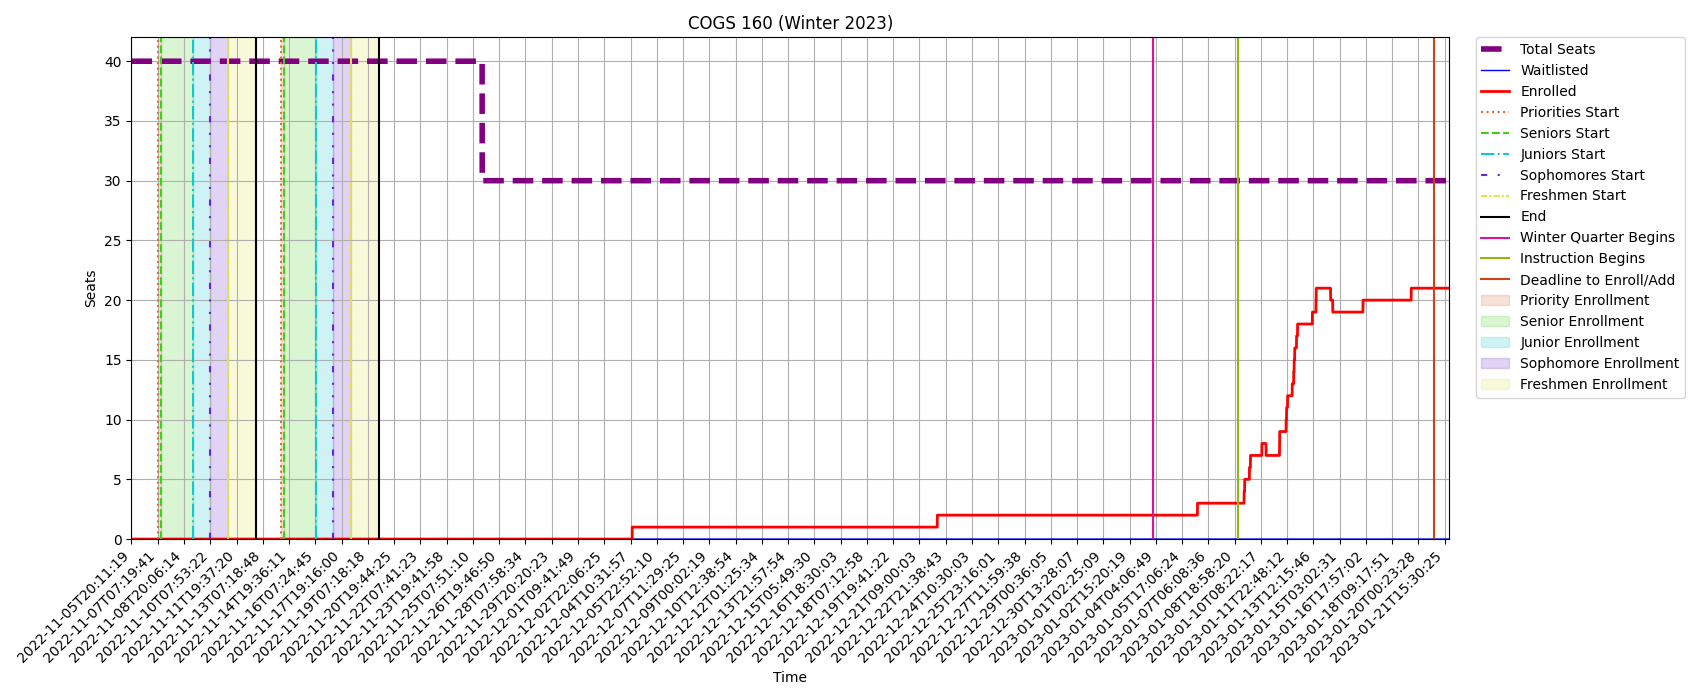 COGS 160 (Winter 2023)
Seats
40
35
30
25
20
15
10
5
0
2022-11-05T20:11:19
2022-11-07T07:19:41
2022-11-08T20:06:14
2022-11-10T07:53:22
2022-11-11T19:37:20
2022-11-13T07:18:48
2022-11-14T19:36:11
2022-11-16T07:24:45
2022-11-17T19:16:00
2022-11-19T07:18:18
2022-11-20T19:44:25
2022-11-22T07:41:23
2022-11-23T19:41:58
2022-11-25T07:51:10
2022-11-26T19:46:50
2022-11-28T07:58:34
2022-11-29T20:20:23
2022-12-01T09:41:49
2022-12-02T22:06:25
2022-12-04T10:31:57
2022-12-05T22:52:10
2022-12-07T11:29:25
2022-12-09T00:02:19
2022-12-10T12:38:54
2022-12-12T01:25:34
2022-12-13T21:57:54
2022-12-15T05:49:30
2022-12-16T18:30:03
2022-12-18T07:12:58
2022-12-19T19:41:22
2022-12-21T09:00:03
2022-12-22T21:38:43
2022-12-24T10:30:03
2022-12-25T23:16:01
2022-12-27T11:59:38
2022-12-29T00:36:05
2022-12-30T13:28:07
2023-01-01T02:25:09
2023-01-02T15:20:19
2023-01-04T04:06:49
2023-01-05T17:06:24
2023-01-07T06:08:36
2023-01-08T18:58:20
2023-01-10T08:22:17
2023-01-11T22:48:12
2023-01-13T12:15:46
2023-01-15T03:02:31
2023-01-16T17:57:02
2023-01-18T09:17:51
2023-01-20T00:23:28
2023-01-21T15:30:25
Time
Total Seats
Waitlisted
Enrolled
Priorities Start
Seniors Start
Juniors Start
Sophomores Start
Freshmen Start
End
Winter Quarter Begins
Instruction Begins
Deadline to Enroll/Add
Priority Enrollment
Senior Enrollment
Junior Enrollment
Sophomore Enrollment
Freshmen Enrollment